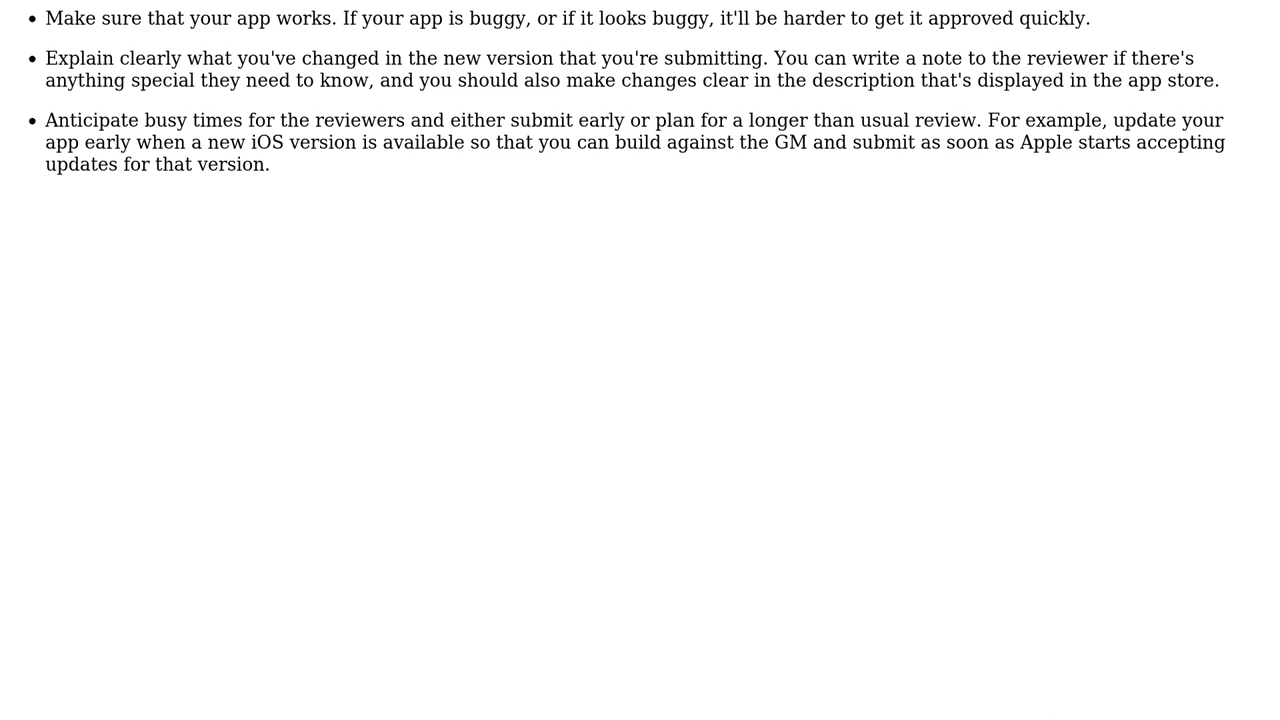 • Make sure that your app works. If your app is buggy, or if it looks buggy, it'll be harder to get it approved quickly.
• Explain clearly what you've changed in the new version that you're submitting. You can write a note to the reviewer if there's
anything special they need to know, and you should also make changes clear in the description that's displayed in the app store.
• Anticipate busy times for the reviewers and either submit early or plan for a longer than usual review. For example, update your
app early when a new iOS version is available so that you can build against the GM and submit as soon as Apple starts accepting
updates for that version.